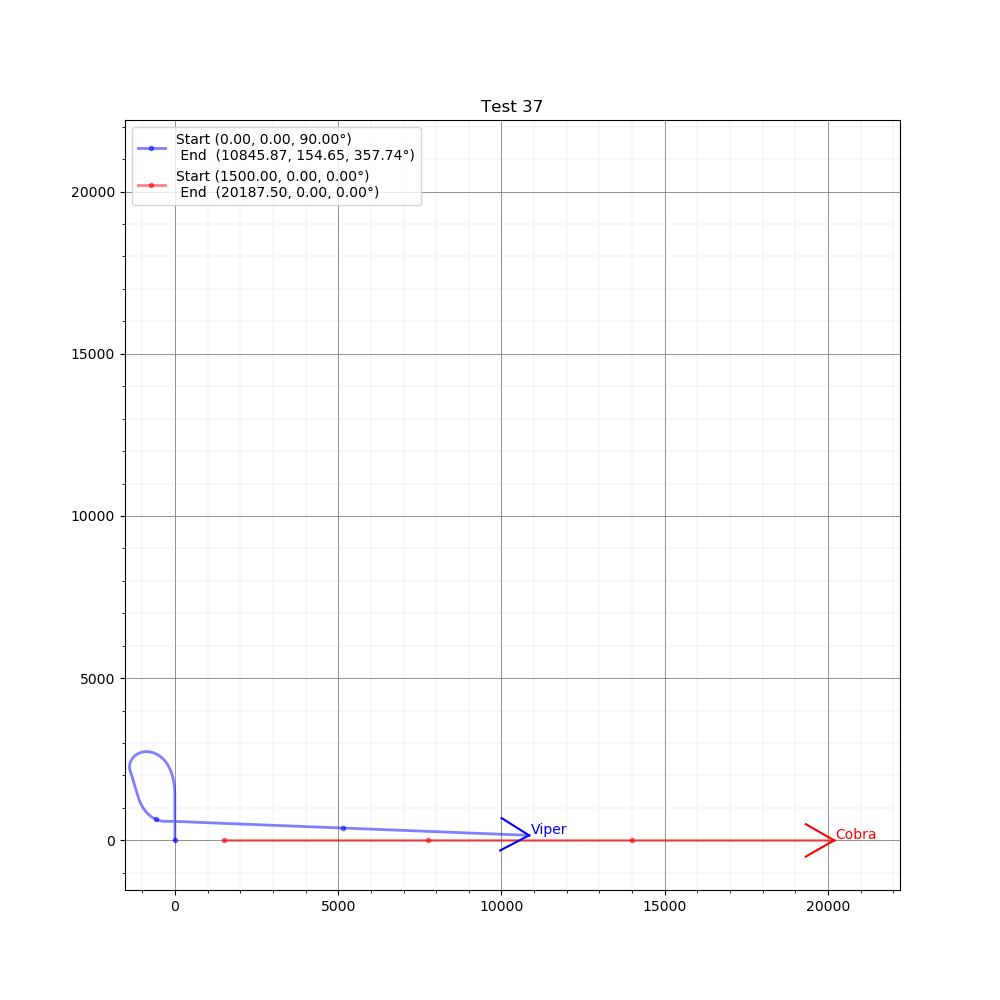 Test 37
Start (0.00, 0.00, 90.00°)
End (10845.87, 154.65, 357.74°)
Start (1500.00, 0.00, 0.00°)
End (20187.50, 0.00, 0.00°)
20000
15000
10000
5000
0
Viper
Cobra
0 5000 10000 15000 20000